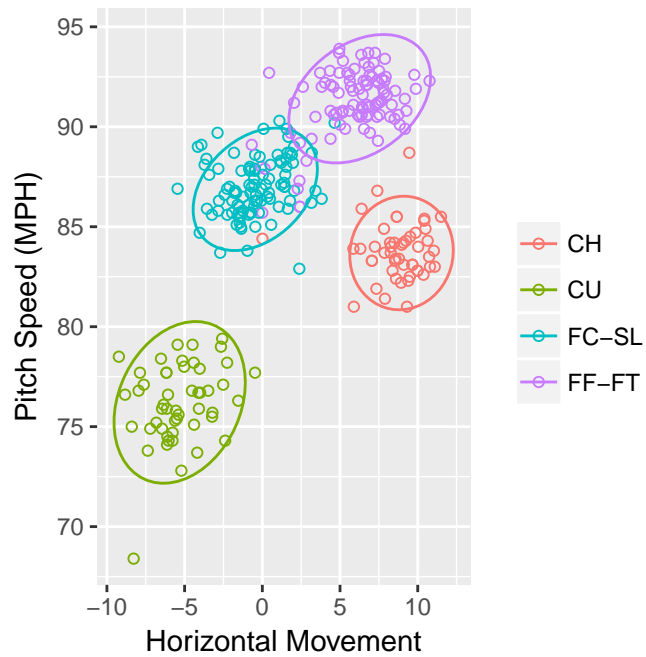 95
90
85
80
75
70
Pitch Speed (MPH)
−10 −5 0 5 10
Horizontal Movement
CH
CU
FC−SL
FF−FT